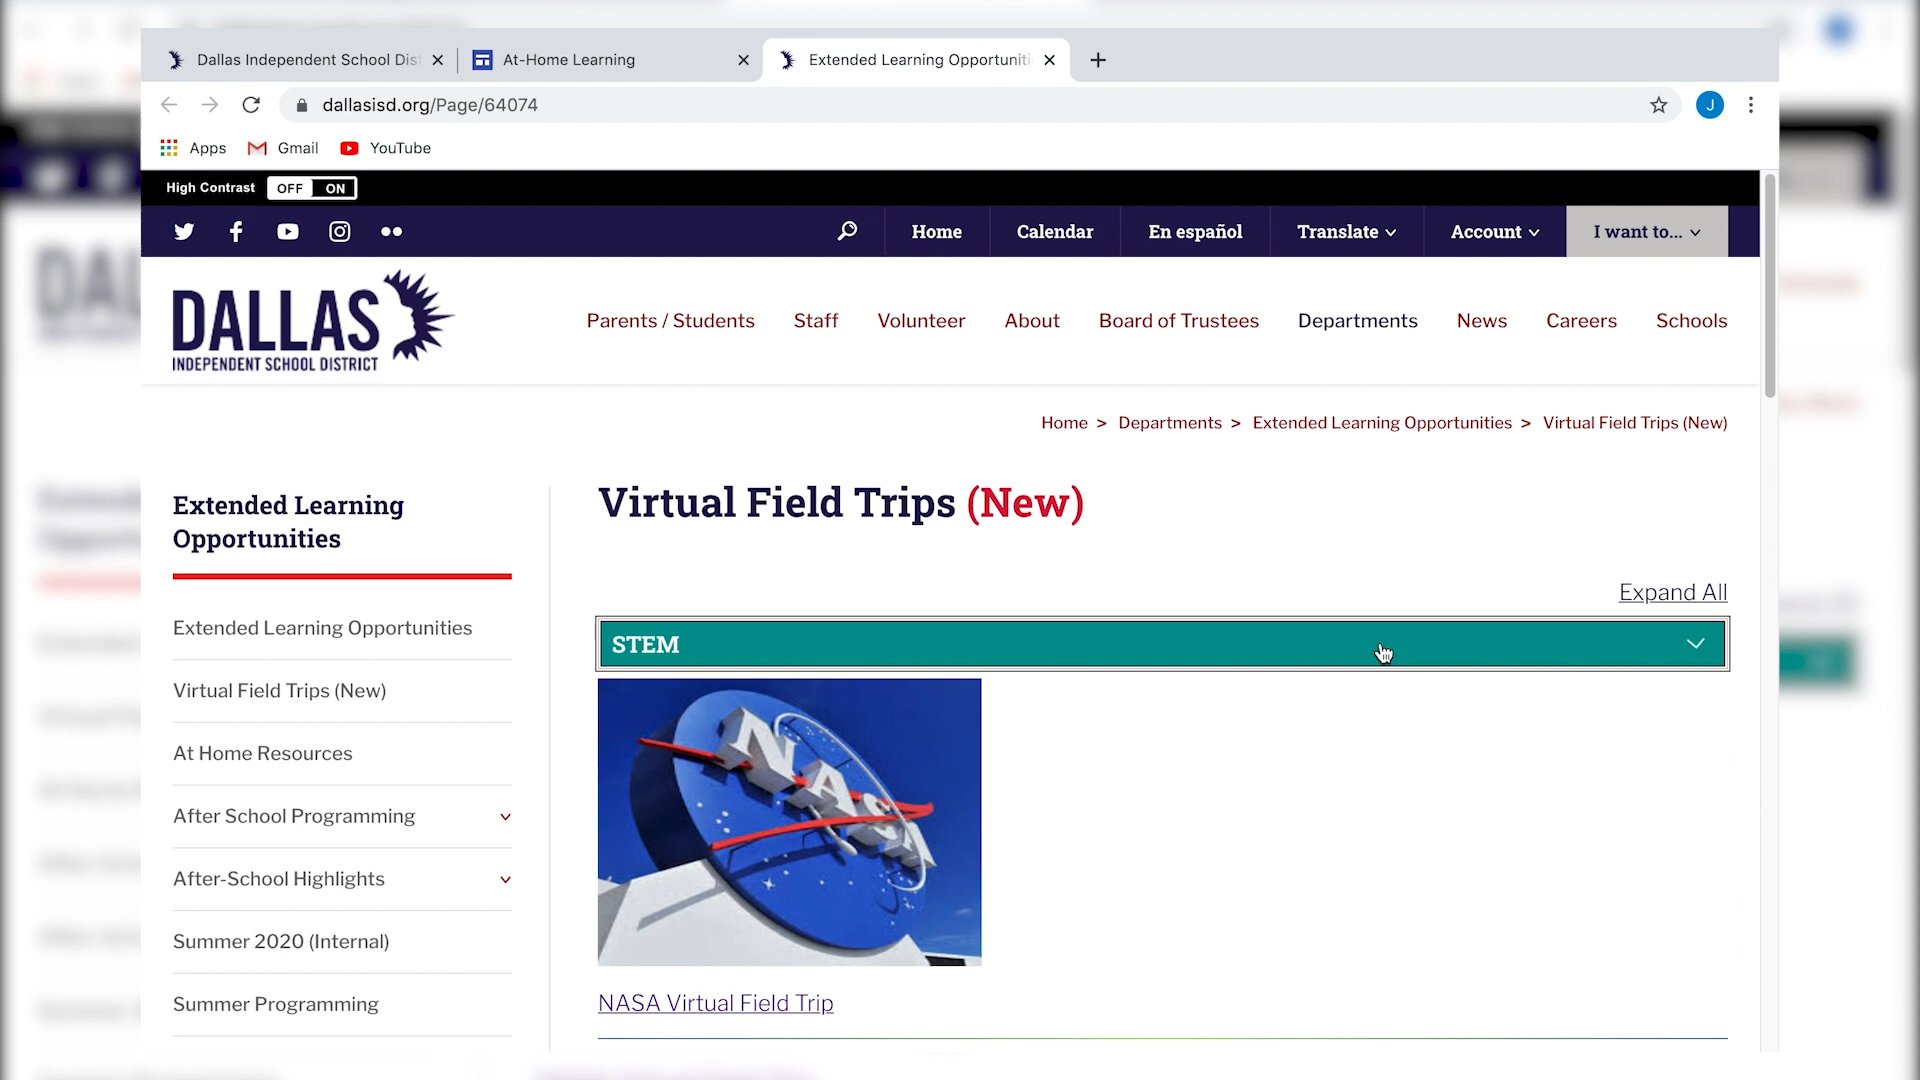 Dallas Independent School Dis
At-Home Learning
Extended Learning Opportuniti
dallasisd.org/Page/64074
J
Apps
Gmail
YouTube
High Contrast
OFF
ON
Home
Calendar
En español
Translate
Account
I want to...
DALLAS
INDEPENDENT SCHOOL DISTRICT
Parents / Students
Staff
Volunteer
About
Board of Trustees
Departments
News
Careers
Schools
Home > Departments > Extended Learning Opportunities > Virtual Field Trips (New)
Extended Learning
Opportunities
Extended Learning Opportunities
Virtual Field Trips (New)
At Home Resources
After School Programming
After-School Highlights
Summer 2020 (Internal)
Summer Programming
Virtual Field Trips (New)
Expand All
STEM
NASA
NASA Virtual Field Trip